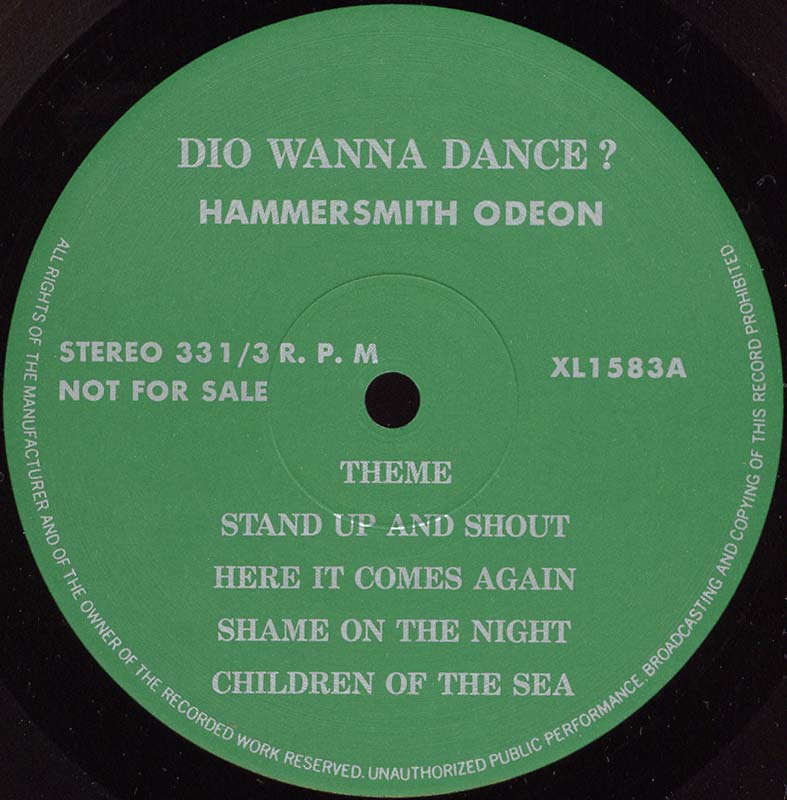 DIO WANNA DANCE ?
HAMMERSMITH ODEON
STEREO 33 1/3 R. P. M
NOT FOR SALE
XL1583A
THEME
STAND UP AND SHOUT
HERE IT COMES AGAIN
SHAME ON THE NIGHT
CHILDREN OF THE SEA
ALL RIGHTS OF THE MANUFACTURER AND OF THE OWNER OF THE RECORDED WORK RESERVED. UNAUTHORIZED PUBLIC PERFORMANCE. BROADCASTING AND COPYING OF THIS RECORD PROHIBITED.